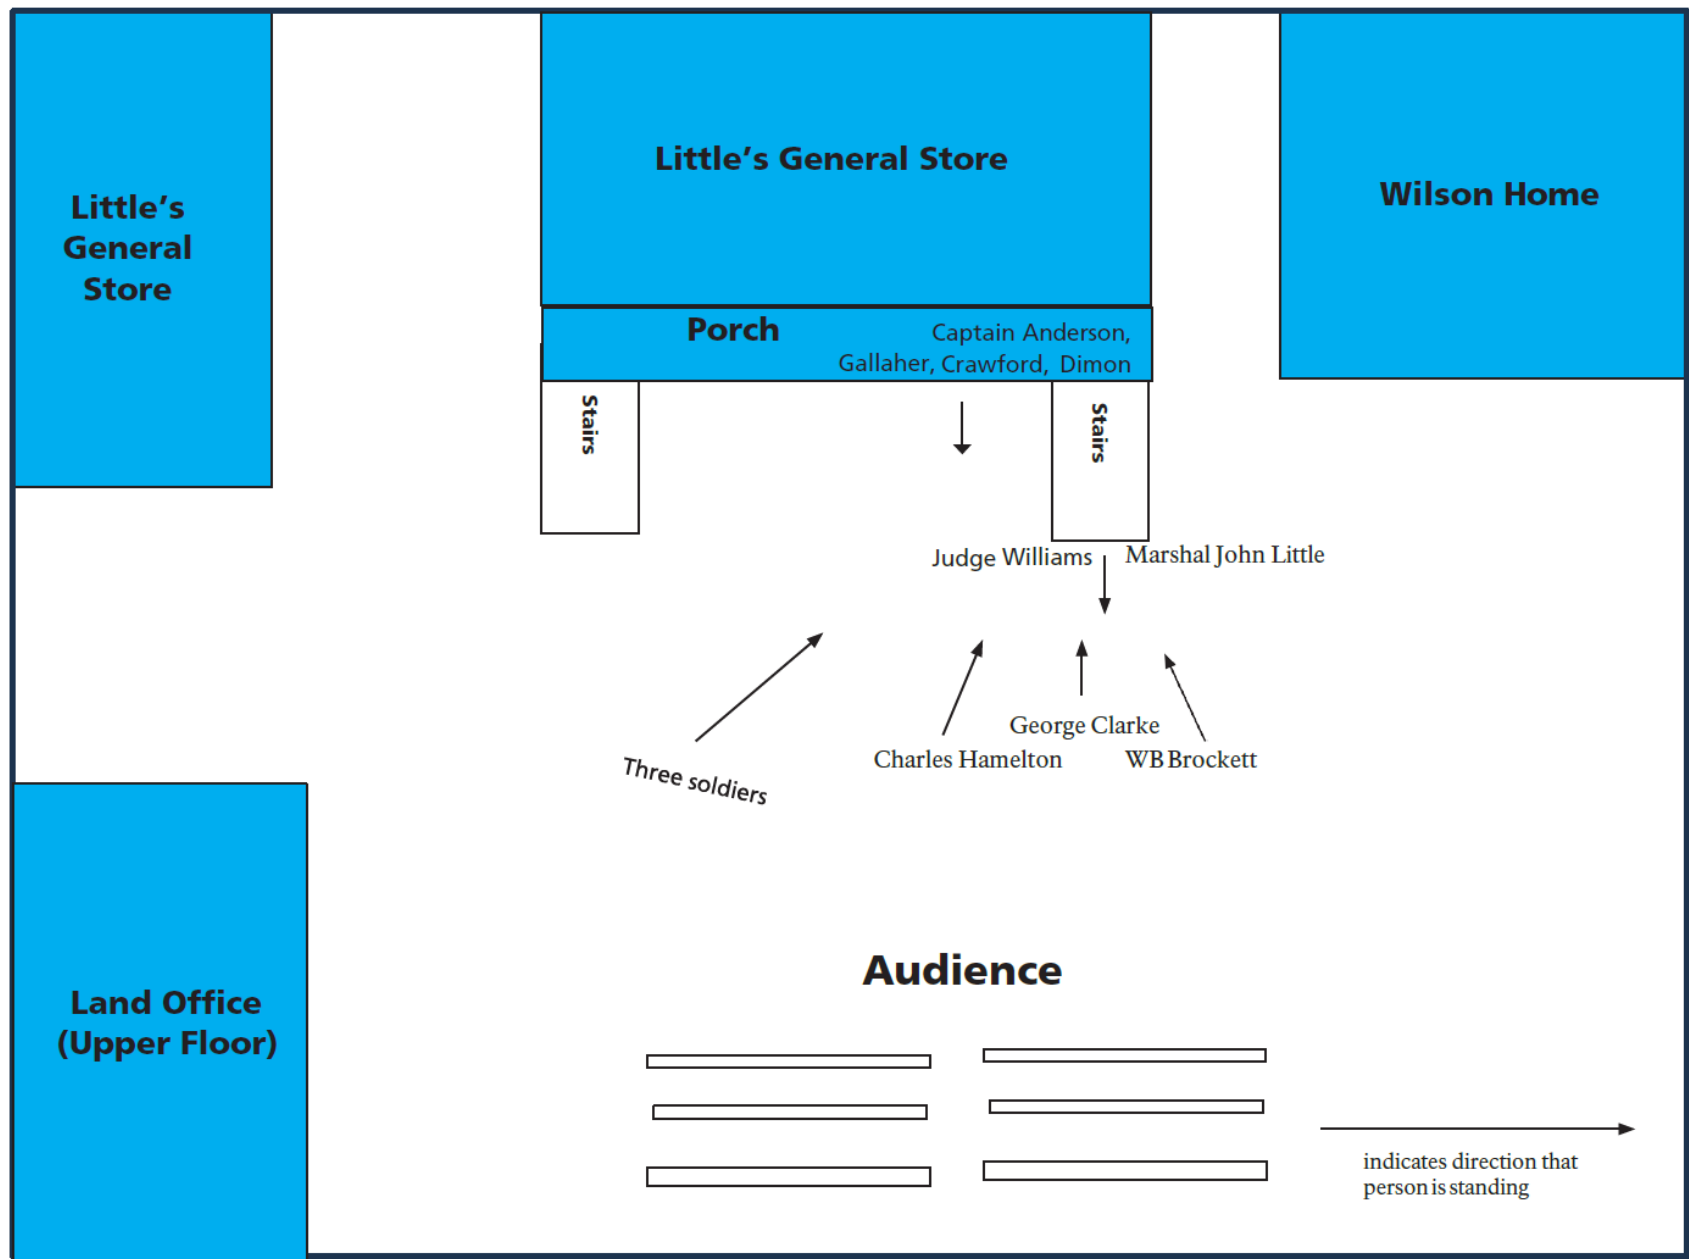 Little's
General
Store
Little's General Store
Wilson Home
Porch
Captain Anderson,
Gallaher, Crawford, Dimon
Stairs
Stairs
Judge Williams
Marshal John Little
Three soldiers
Charles Hamelton
George Clarke
WB Brockett
Audience
Land Office
(Upper Floor)
indicates direction that
person is standing